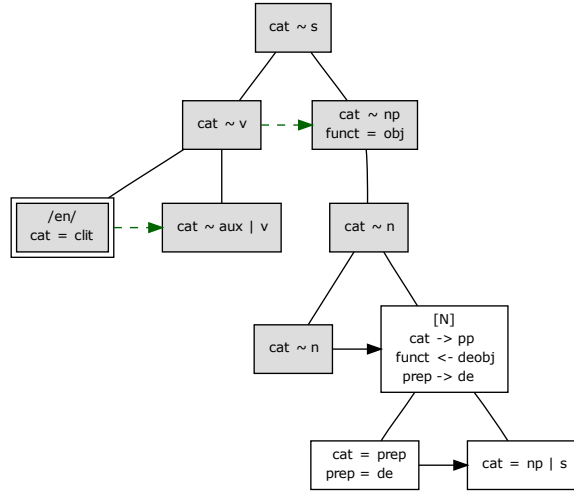 cat ~ s
cat ~ v
cat ~ np
funct = obj
/en/
cat = clit
cat ~ aux | v
cat ~ n
cat ~ n
[N]
cat -> pp
funct <- deobj
prep -> de
cat = prep
prep = de
cat = np | s